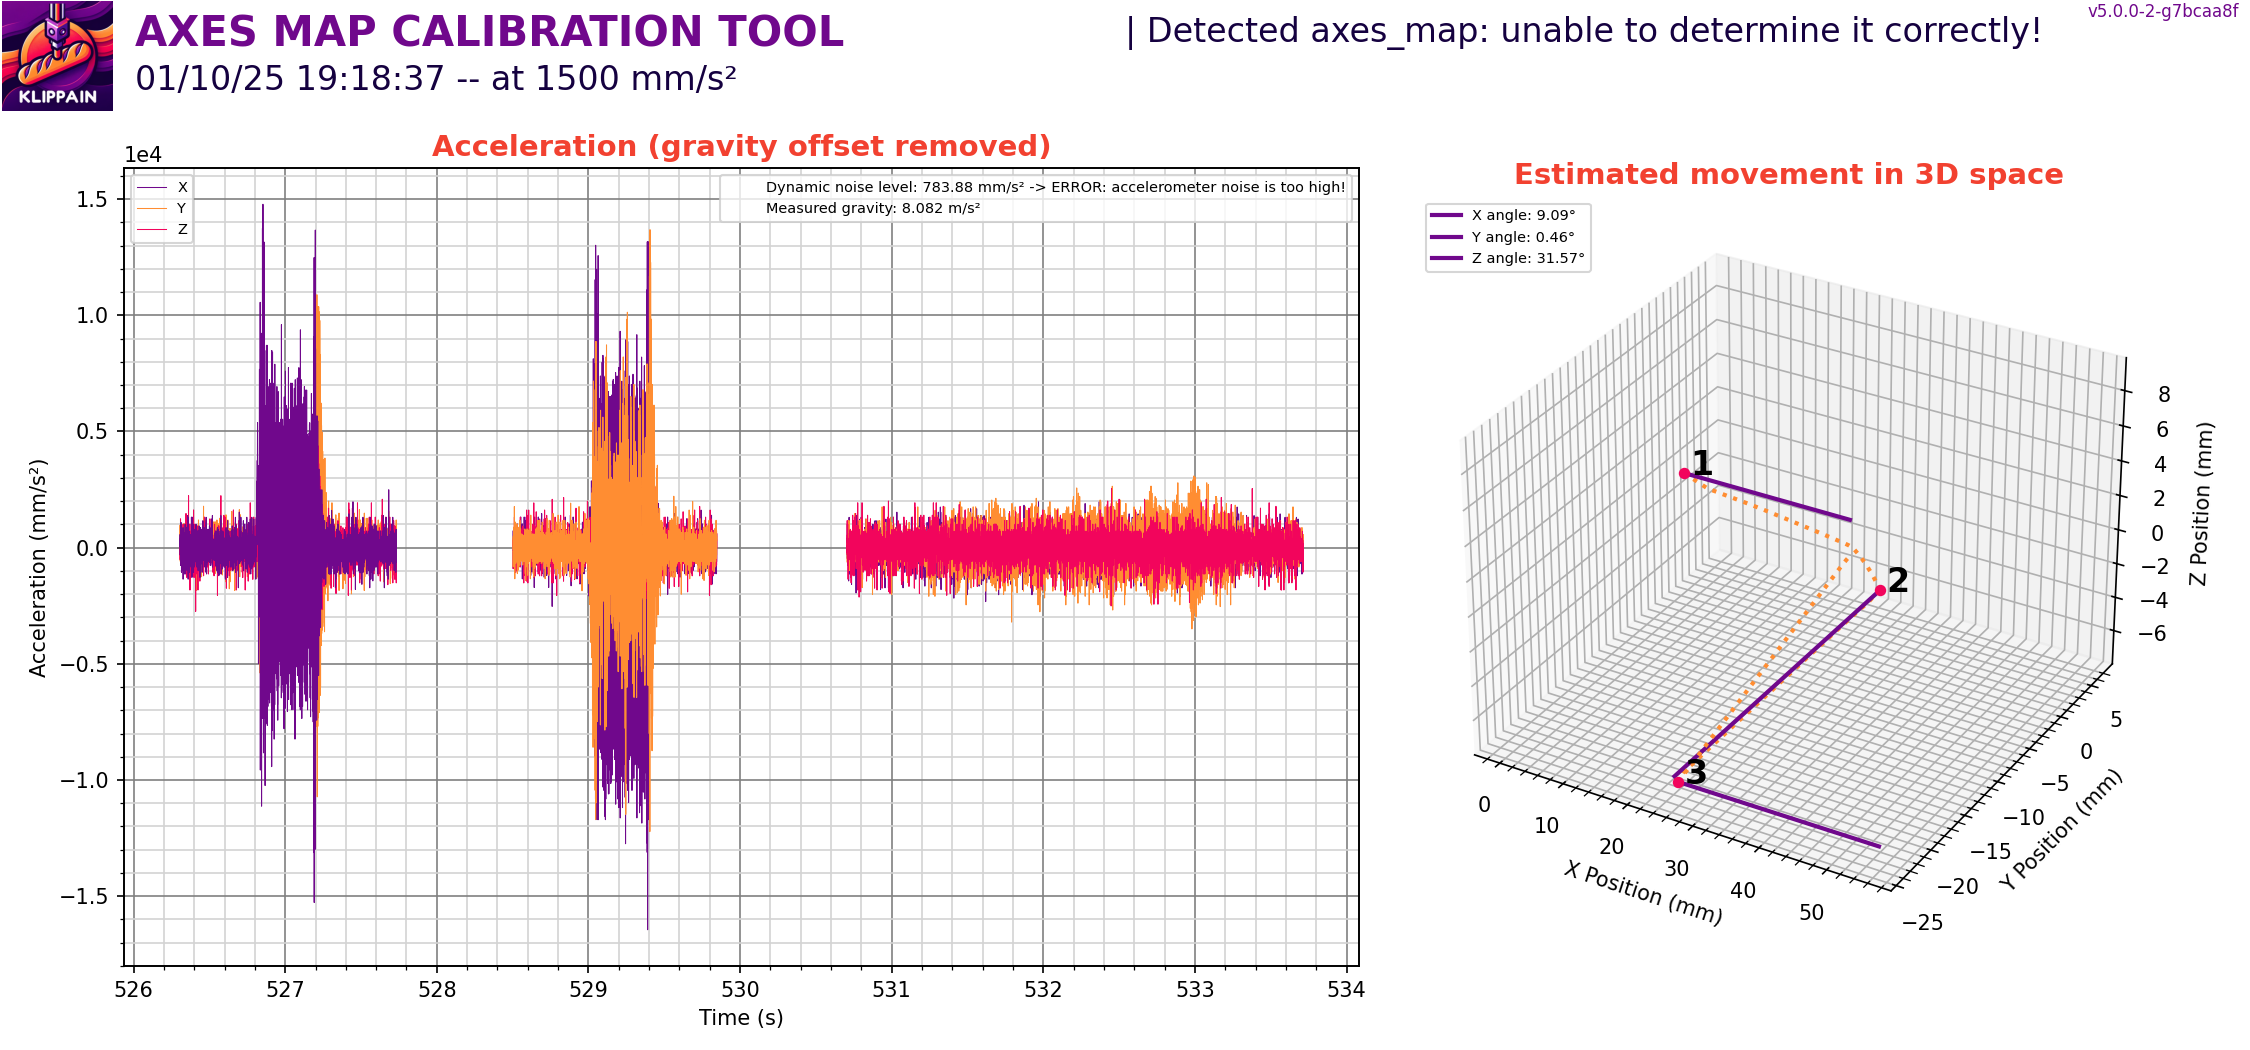 KLIPPAIN
AXES MAP CALIBRATION TOOL
01/10/25 19:18:37 -- at 1500 mm/s²
| Detected axes_map: unable to determine it correctly!
v5.0.0-2-g7bcaa8f
Acceleration (gravity offset removed)
1e4
X
Y
Z
Dynamic noise level: 783.88 mm/s² -> ERROR: accelerometer noise is too high!
Measured gravity: 8.082 m/s²
1.5
1.0
0.5
0.0
−0.5
−1.0
−1.5
Acceleration (mm/s²)
526 527 528 529 530 531 532 533 534
Time (s)
Estimated movement in 3D space
X angle: 9.09°
Y angle: 0.46°
Z angle: 31.57°
1
2
3
8
6
4
2
0
−2
−4
−6
Z Position (mm)
5
0
−5
−10
−15
−20
−25
Y Position (mm)
0
10
20
30
40
50
X Position (mm)